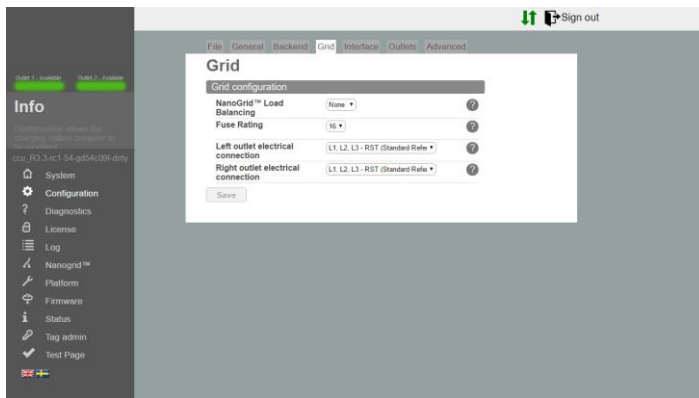 Sign out
File General Backend Grid Interface Outlets Advanced
Grid
Grid configuration
NanoGrid™ Load
Balancing
None
Fuse Rating
16
Left outlet electrical
connection
L1, L2, L3 - RST (Standard Refer
Right outlet electrical
connection
L1, L2, L3 - RST (Standard Refer
Save
Outlet 1 - Available
Outlet 2 - Available
Info
Configuration allows the
charging station behavior to
ccu_R3.3-rc1-54-gd54c09f-dirty
System
Configuration
Diagnostics
License
Log
Nanogrid™
Platform
Firmware
Status
Tag admin
Test Page